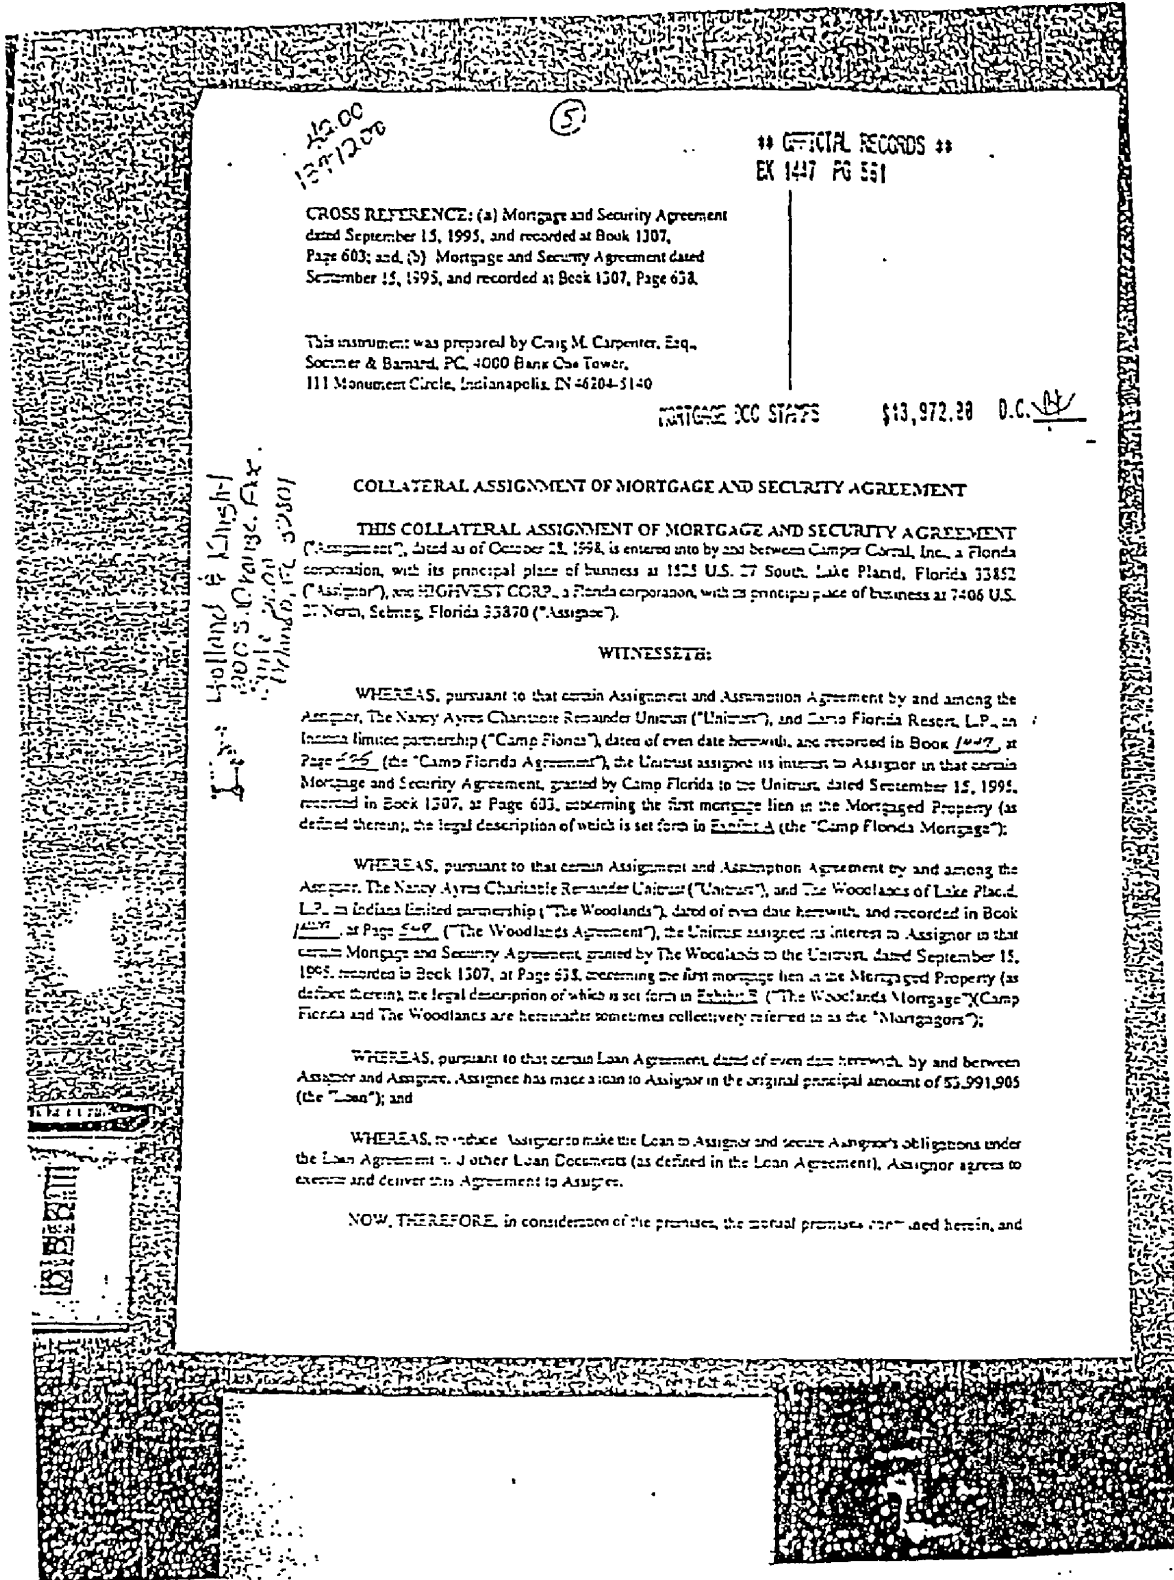 42.00
13971200
5
** OFFICIAL RECORDS **
BK 1447 PG 561
CROSS REFERENCE: (a) Mortgage and Security Agreement
dated September 15, 1995, and recorded at Book 1307,
Page 603; and, (b) Mortgage and Security Agreement dated
September 15, 1995, and recorded at Book 1307, Page 638.
This instrument was prepared by Craig M. Carpenter, Esq.,
Sommer & Barnard, PC, 4000 Bank One Tower,
111 Monument Circle, Indianapolis, IN 46204-5140
MORTGAGE DOC STAMPS $13,972.20 D.C.
Holland & Knight
200 S. Orange Ave.
Orlando, FL 32801
COLLATERAL ASSIGNMENT OF MORTGAGE AND SECURITY AGREEMENT
THIS COLLATERAL ASSIGNMENT OF MORTGAGE AND SECURITY AGREEMENT
("Assignment"), dated as of October 28, 1998, is entered into by and between Camper Corral, Inc., a Florida
corporation, with its principal place of business at 1525 U.S. 27 South, Lake Placid, Florida 33852
("Assignor"), and HIGHVEST CORP., a Florida corporation, with its principal place of business at 7406 U.S.
27 North, Sebring, Florida 33870 ("Assignee").
WITNESSETH:
WHEREAS, pursuant to that certain Assignment and Assumption Agreement by and among the
Assignor, The Nancy Ayres Charitable Remainder Unitrust ("Unitrust"), and Camp Florida Resort, L.P., an
Indiana limited partnership ("Camp Florida"), dated of even date herewith, and recorded in Book 1447, at
Page (the "Camp Florida Agreement"), the Unitrust assigned its interest to Assignor in that certain
Mortgage and Security Agreement, granted by Camp Florida to the Unitrust, dated September 15, 1995,
recorded in Book 1307, at Page 603, concerning the first mortgage lien in the Mortgaged Property (as
defined therein), the legal description of which is set forth in Exhibit A (the "Camp Florida Mortgage");
WHEREAS, pursuant to that certain Assignment and Assumption Agreement by and among the
Assignor, The Nancy Ayres Charitable Remainder Unitrust ("Unitrust"), and The Woodlands of Lake Placid,
L.P., an Indiana limited partnership ("The Woodlands"), dated of even date herewith, and recorded in Book
1447, at Page ("The Woodlands Agreement"), the Unitrust assigned its interest to Assignor in that
certain Mortgage and Security Agreement, granted by The Woodlands to the Unitrust, dated September 15,
1995, recorded in Book 1307, at Page 638, concerning the first mortgage lien in the Mortgaged Property (as
defined therein), the legal description of which is set forth in Exhibit B ("The Woodlands Mortgage")(Camp
Florida and The Woodlands are hereinafter sometimes collectively referred to as the "Mortgagors");
WHEREAS, pursuant to that certain Loan Agreement, dated of even date herewith, by and between
Assignor and Assignee, Assignee has made a loan to Assignor in the original principal amount of $3,991,905
(the "Loan"); and
WHEREAS, to induce Assignee to make the Loan to Assignor and secure Assignor's obligations under
the Loan Agreement and other Loan Documents (as defined in the Loan Agreement), Assignor agrees to
execute and deliver this Agreement to Assignee.
NOW, THEREFORE, in consideration of the premises, the mutual promises contained herein, and